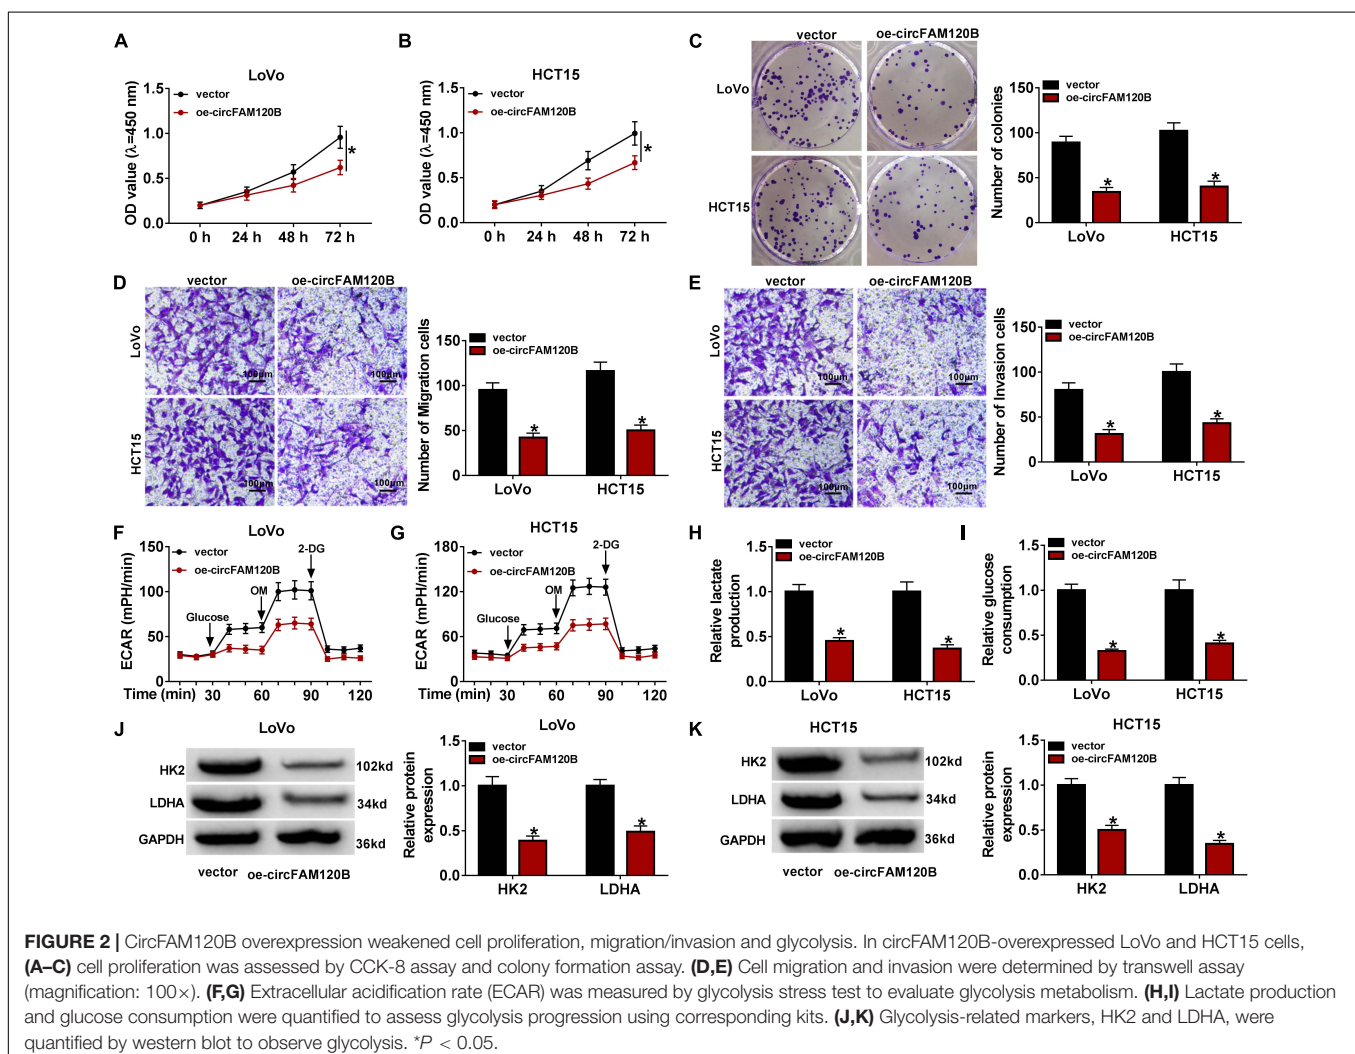 A
LoVo
vector
oe-circFAM120B
OD value (λ=450 nm)
1.5
1.0
0.5
0.0
*
0 h 24 h 48 h 72 h
B
HCT15
vector
oe-circFAM120B
OD value (λ=450 nm)
1.5
1.0
0.5
0.0
*
0 h 24 h 48 h 72 h
C
vector oe-circFAM120B
LoVo
HCT15
vector
oe-circFAM120B
Number of colonies
150
100
50
0
* *
LoVo HCT15
D
vector oe-circFAM120B
LoVo
100μm 100μm
HCT15
100μm 100μm
vector
oe-circFAM120B
Number of Migration cells
150
100
50
0
* *
LoVo HCT15
E
vector oe-circFAM120B
LoVo
100μm 100μm
HCT15
100μm 100μm
vector
oe-circFAM120B
Number of Invasion cells
150
100
50
0
* *
LoVo HCT15
F
LoVo
vector
oe-circFAM120B
2-DG
OM
Glucose
ECAR (mPH/min)
150
100
50
0
Time (min) 30 60 90 120
G
HCT15
vector
oe-circFAM120B
2-DG
OM
Glucose
ECAR (mPH/min)
180
120
60
0
Time (min) 30 60 90 120
H
vector
oe-circFAM120B
Relative lactate
production
1.5
1.0
0.5
0.0
* *
LoVo HCT15
I
vector
oe-circFAM120B
Relative glucose
consumption
1.5
1.0
0.5
0.0
* *
LoVo HCT15
J
LoVo
HK2 102kd
LDHA 34kd
GAPDH 36kd
vector oe-circFAM120B
LoVo
vector
oe-circFAM120B
Relative protein
expression
1.5
1.0
0.5
0.0
* *
HK2 LDHA
K
HCT15
HK2 102kd
LDHA 34kd
GAPDH 36kd
vector oe-circFAM120B
HCT15
vector
oe-circFAM120B
Relative protein
expression
1.5
1.0
0.5
0.0
* *
HK2 LDHA
FIGURE 2 | CircFAM120B overexpression weakened cell proliferation, migration/invasion and glycolysis. In circFAM120B-overexpressed LoVo and HCT15 cells,
(A–C) cell proliferation was assessed by CCK-8 assay and colony formation assay. (D,E) Cell migration and invasion were determined by transwell assay
(magnification: 100×). (F,G) Extracellular acidification rate (ECAR) was measured by glycolysis stress test to evaluate glycolysis metabolism. (H,I) Lactate production
and glucose consumption were quantified to assess glycolysis progression using corresponding kits. (J,K) Glycolysis-related markers, HK2 and LDHA, were
quantified by western blot to observe glycolysis. *P < 0.05.